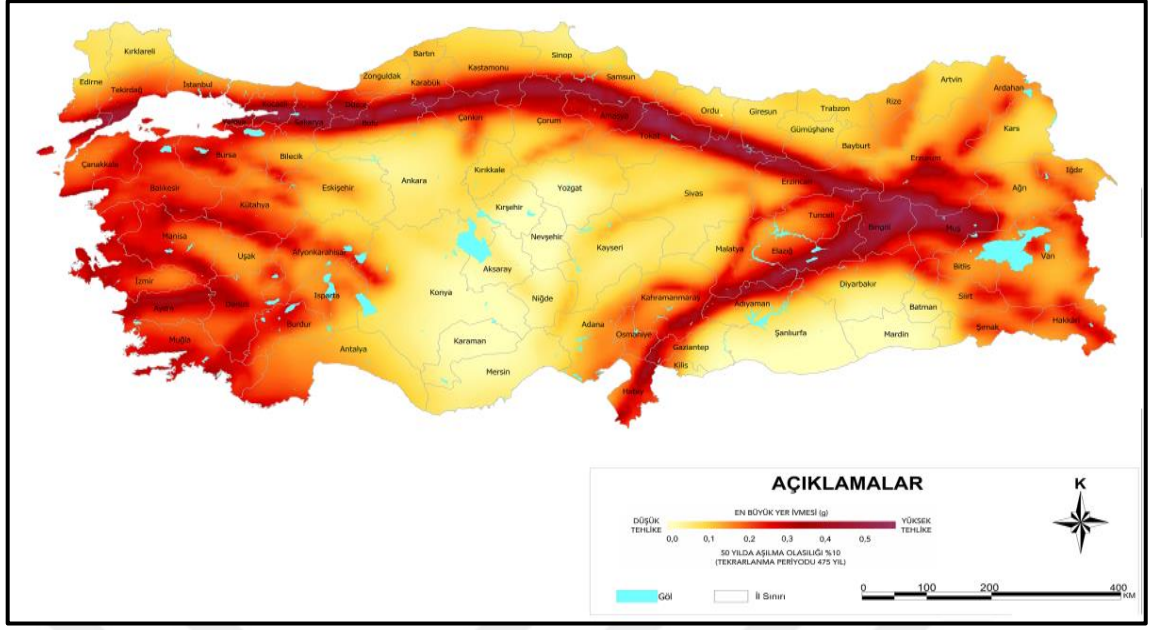 Kırklareli
Edirne
Tekirdağ
İstanbul
Kocaeli
Yalova
Sakarya
Düzce
Bolu
Zonguldak
Bartın
Karabük
Kastamonu
Sinop
Samsun
Çankırı
Çorum
Amasya
Tokat
Ordu
Giresun
Trabzon
Gümüşhane
Bayburt
Rize
Artvin
Ardahan
Kars
Iğdır
Ağrı
Erzurum
Erzincan
Çanakkale
Bursa
Bilecik
Balıkesir
Kütahya
Eskişehir
Ankara
Kırıkkale
Yozgat
Kırşehir
Sivas
Nevşehir
Kayseri
Malatya
Elazığ
Tunceli
Bingöl
Muş
Van
Bitlis
Manisa
Uşak
Afyonkarahisar
İzmir
Aydın
Denizli
Isparta
Burdur
Muğla
Antalya
Konya
Aksaray
Niğde
Karaman
Mersin
Adana
Osmaniye
Kahramanmaraş
Adıyaman
Gaziantep
Kilis
Hatay
Şanlıurfa
Diyarbakır
Batman
Mardin
Siirt
Şırnak
Hakkari
AÇIKLAMALAR
K
EN BÜYÜK YER İVMESİ (g)
DÜŞÜK
TEHLİKE
YÜKSEK
TEHLİKE
0,0 0,1 0,2 0,3 0,4 0,5
50 YILDA AŞILMA OLASILIĞI %10
(TEKRARLANMA PERİYODU 475 YIL)
Göl
İl Sınırı
0 100 200 400
KM